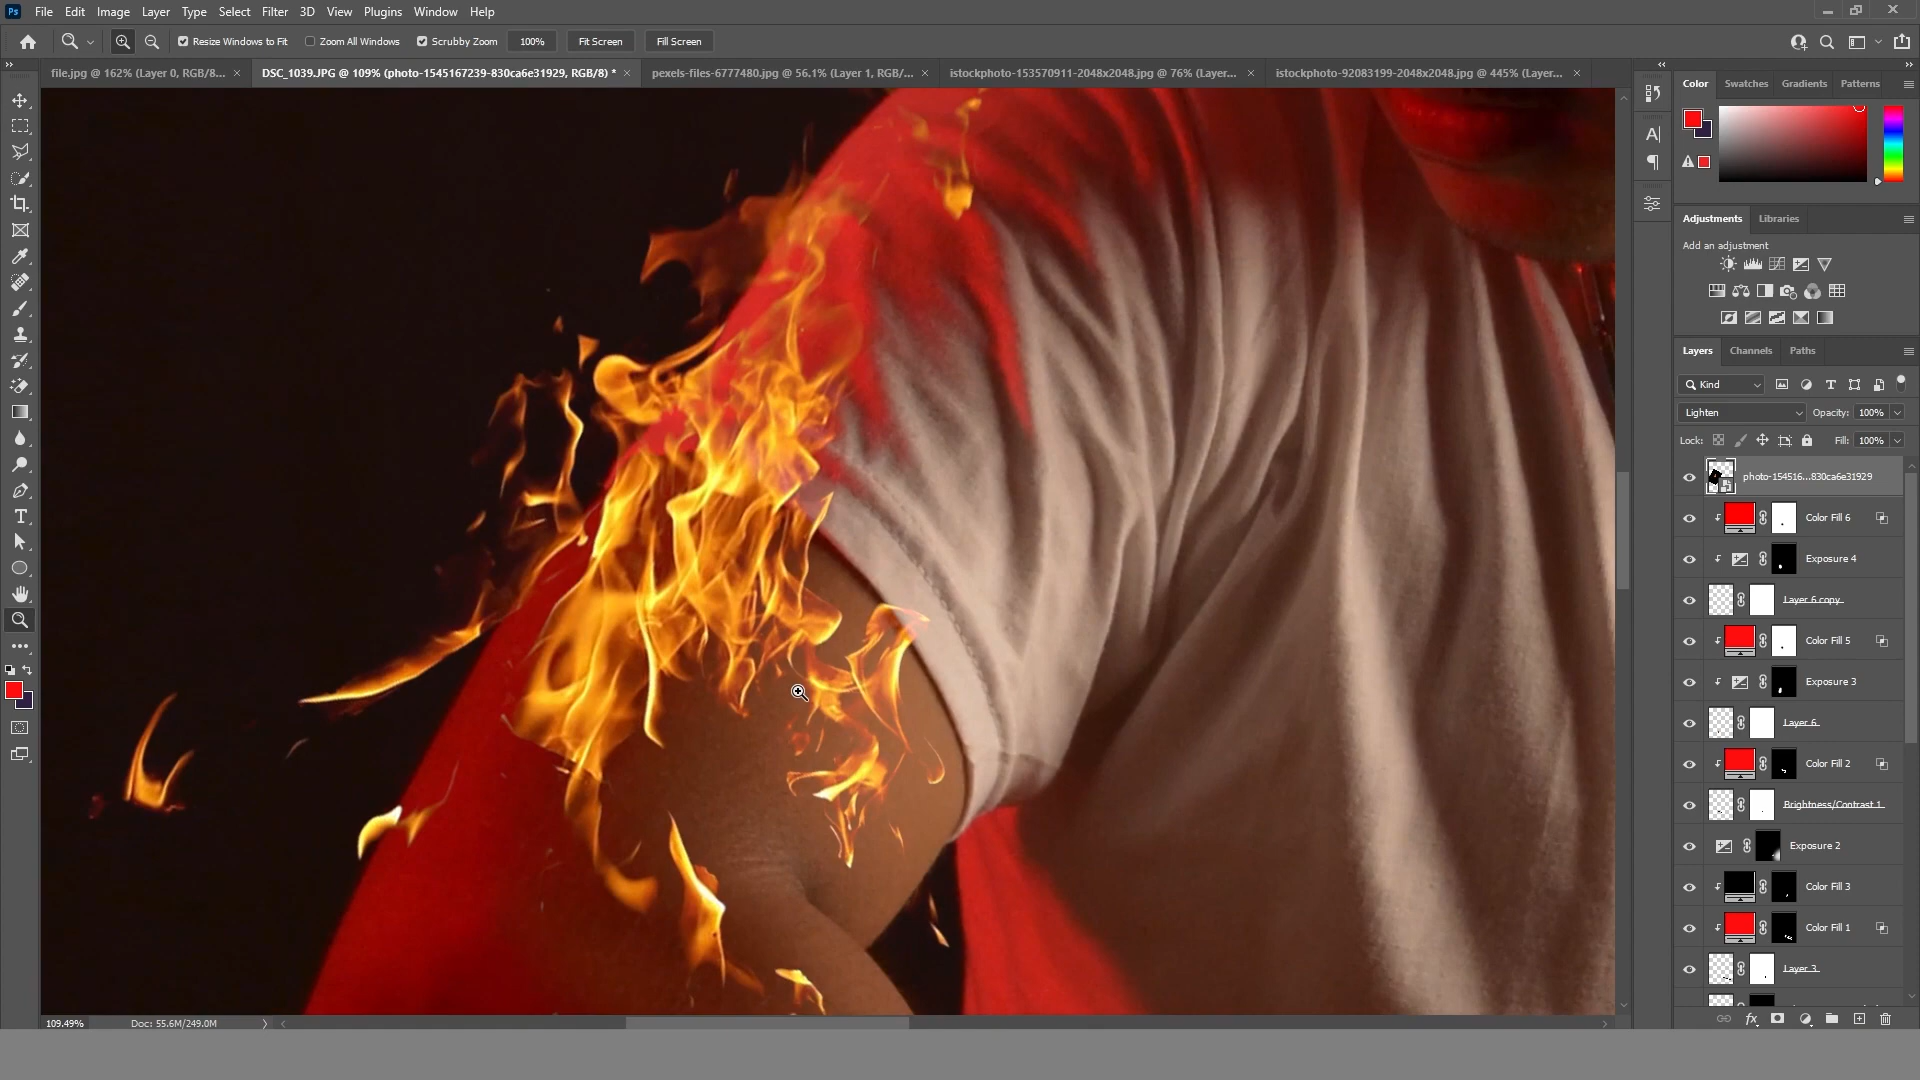 Ps File Edit Image Layer Type Select Filter 3D View Plugins Window Help
Resize Windows to Fit Zoom All Windows Scrubby Zoom 100% Fit Screen Fill Screen
file.jpg @ 162% (Layer 0, RGB/8... × DSC_1039.JPG @ 109% (photo-1545167239-830ca6e31929, RGB/8) * × pexels-files-6777480.jpg @ 56.1% (Layer 1, RGB/... × istockphoto-153570911-2048x2048.jpg @ 76% (Layer... × istockphoto-92083199-2048x2048.jpg @ 445% (Layer... ×
Color Swatches Gradients Patterns
Adjustments Libraries
Add an adjustment
Layers Channels Paths
Kind
Lighten Opacity: 100%
Lock: Fill: 100%
photo-154516...830ca6e31929
Color Fill 6
Exposure 4
Layer 6 copy
Color Fill 5
Exposure 3
Layer 6
Color Fill 2
Brightness/Contrast 1
Exposure 2
Color Fill 3
Color Fill 1
Layer 3
109.49% Doc: 55.6M/249.0M